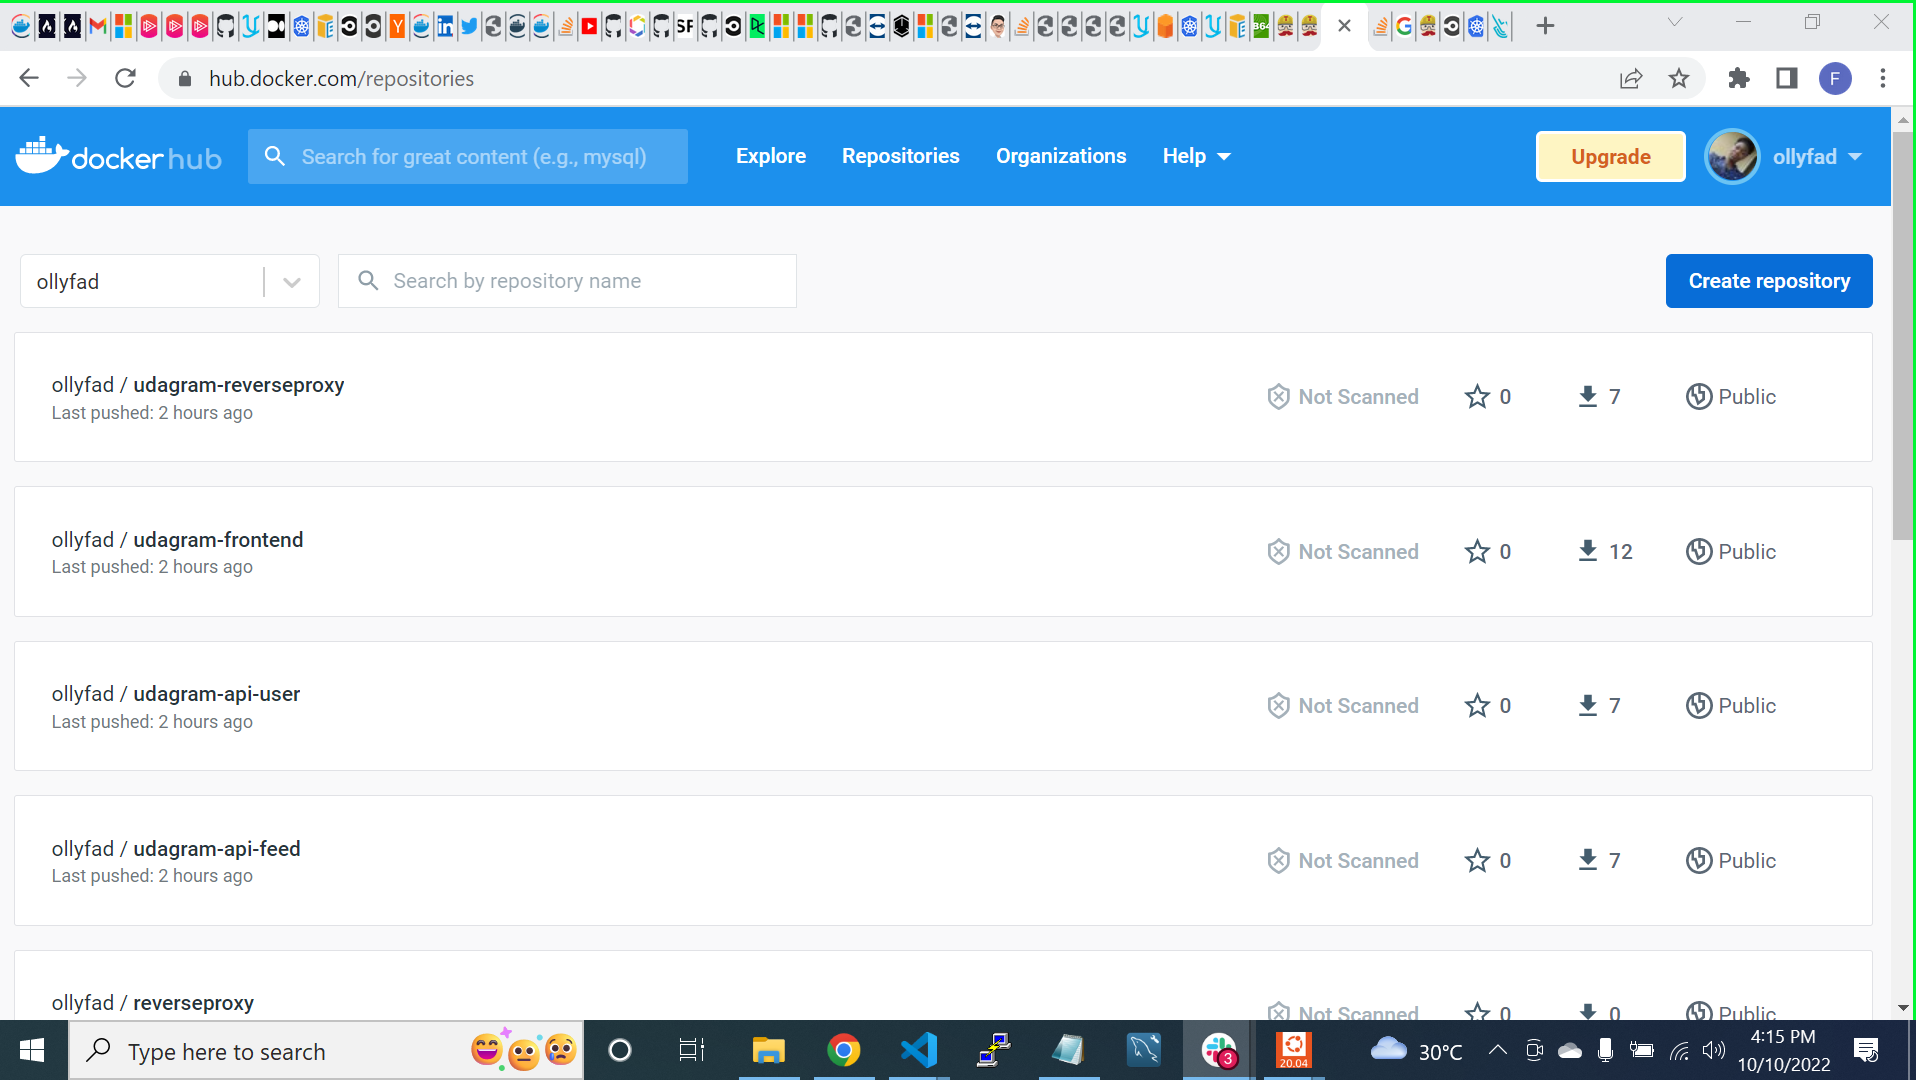 hub.docker.com/repositories
docker hub
Search for great content (e.g., mysql)
Explore
Repositories
Organizations
Help
Upgrade
ollyfad
ollyfad
Search by repository name
Create repository
ollyfad / udagram-reverseproxy
Last pushed: 2 hours ago
Not Scanned
0
7
Public
ollyfad / udagram-frontend
Last pushed: 2 hours ago
Not Scanned
0
12
Public
ollyfad / udagram-api-user
Last pushed: 2 hours ago
Not Scanned
0
7
Public
ollyfad / udagram-api-feed
Last pushed: 2 hours ago
Not Scanned
0
7
Public
ollyfad / reverseproxy
Not Scanned
0
0
Public
Type here to search
3
20.04
30°C
4:15 PM
10/10/2022
F